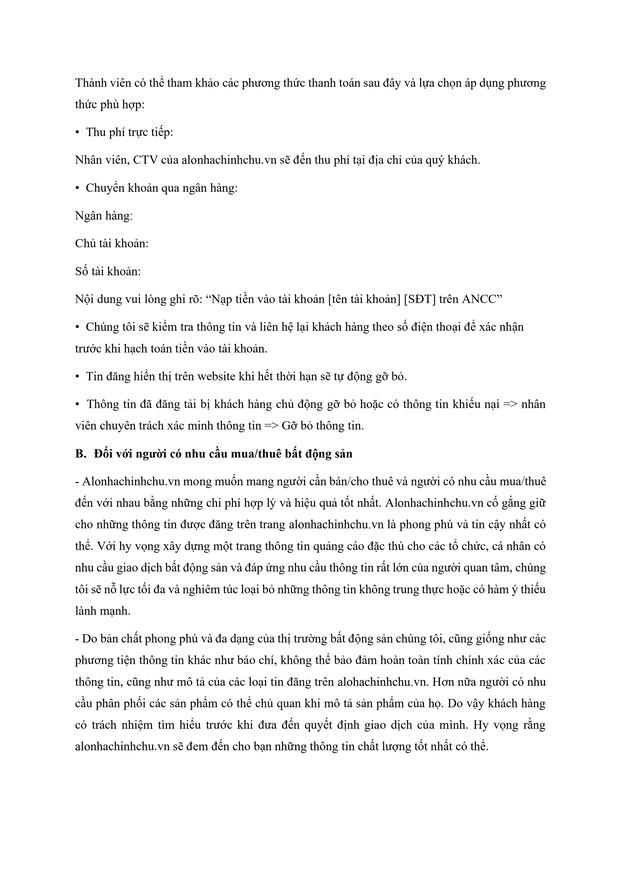 Thành viên có thể tham khảo các phương thức thanh toán sau đây và lựa chọn áp dụng phương
thức phù hợp:
• Thu phí trực tiếp:
Nhân viên, CTV của alonhachinhchu.vn sẽ đến thu phí tại địa chỉ của quý khách.
• Chuyển khoản qua ngân hàng:
Ngân hàng:
Chủ tài khoản:
Số tài khoản:
Nội dung vui lòng ghi rõ: “Nạp tiền vào tài khoản [tên tài khoản] [SĐT] trên ANCC”
• Chúng tôi sẽ kiểm tra thông tin và liên hệ lại khách hàng theo số điện thoại để xác nhận
trước khi hạch toán tiền vào tài khoản.
• Tin đăng hiển thị trên website khi hết thời hạn sẽ tự động gỡ bỏ.
• Thông tin đã đăng tải bị khách hàng chủ động gỡ bỏ hoặc có thông tin khiếu nại => nhân
viên chuyên trách xác minh thông tin => Gỡ bỏ thông tin.
B. Đối với người có nhu cầu mua/thuê bất động sản
- Alonhachinhchu.vn mong muốn mang người cần bán/cho thuê và người có nhu cầu mua/thuê
đến với nhau bằng những chi phí hợp lý và hiệu quả tốt nhất. Alonhachinhchu.vn cố gắng giữ
cho những thông tin được đăng trên trang alonhachinhchu.vn là phong phú và tin cậy nhất có
thể. Với hy vọng xây dựng một trang thông tin quảng cáo đặc thù cho các tổ chức, cá nhân có
nhu cầu giao dịch bất động sản và đáp ứng nhu cầu thông tin rất lớn của người quan tâm, chúng
tôi sẽ nỗ lực tối đa và nghiêm túc loại bỏ những thông tin không trung thực hoặc có hàm ý thiếu
lành mạnh.
- Do bản chất phong phú và đa dạng của thị trường bất động sản chúng tôi, cũng giống như các
phương tiện thông tin khác như báo chí, không thể bảo đảm hoàn toàn tính chính xác của các
thông tin, cũng như mô tả của các loại tin đăng trên alohachinhchu.vn. Hơn nữa người có nhu
cầu phân phối các sản phẩm có thể chủ quan khi mô tả sản phẩm của họ. Do vậy khách hàng
có trách nhiệm tìm hiểu trước khi đưa đến quyết định giao dịch của mình. Hy vọng rằng
alonhachinhchu.vn sẽ đem đến cho bạn những thông tin chất lượng tốt nhất có thể.